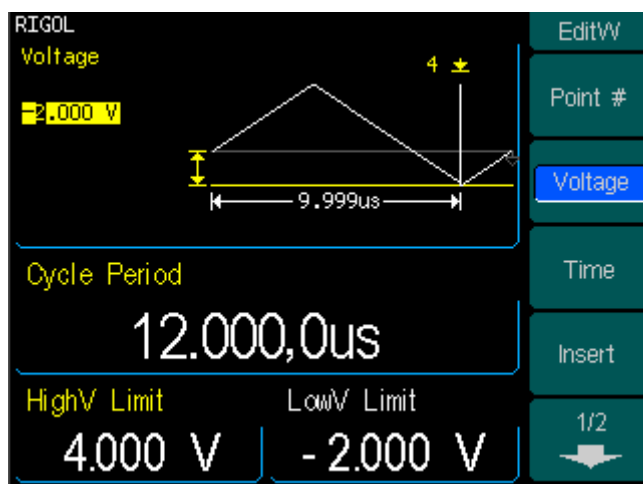 RIGOL
EditW
Voltage
4
-2.000 V
Point #
Voltage
9.999us
Cycle Period
Time
12.000,0us
Insert
HighV Limit
LowV Limit
4.000 V
- 2.000 V
1/2